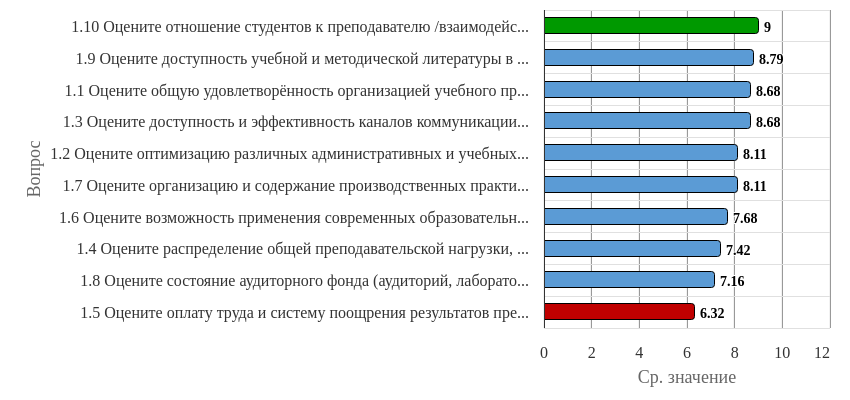 1.10 Оцените отношение студентов к преподавателю /взаимодейс... 9
1.9 Оцените доступность учебной и методической литературы в ... 8.79
1.1 Оцените общую удовлетворённость организацией учебного пр... 8.68
1.3 Оцените доступность и эффективность каналов коммуникации... 8.68
1.2 Оцените оптимизацию различных административных и учебных... 8.11
1.7 Оцените организацию и содержание производственных практи... 8.11
1.6 Оцените возможность применения современных образовательн... 7.68
1.4 Оцените распределение общей преподавательской нагрузки, ... 7.42
1.8 Оцените состояние аудиторного фонда (аудиторий, лаборато... 7.16
1.5 Оцените оплату труда и систему поощрения результатов пре... 6.32
Вопрос
0 2 4 6 8 10 12
Ср. значение